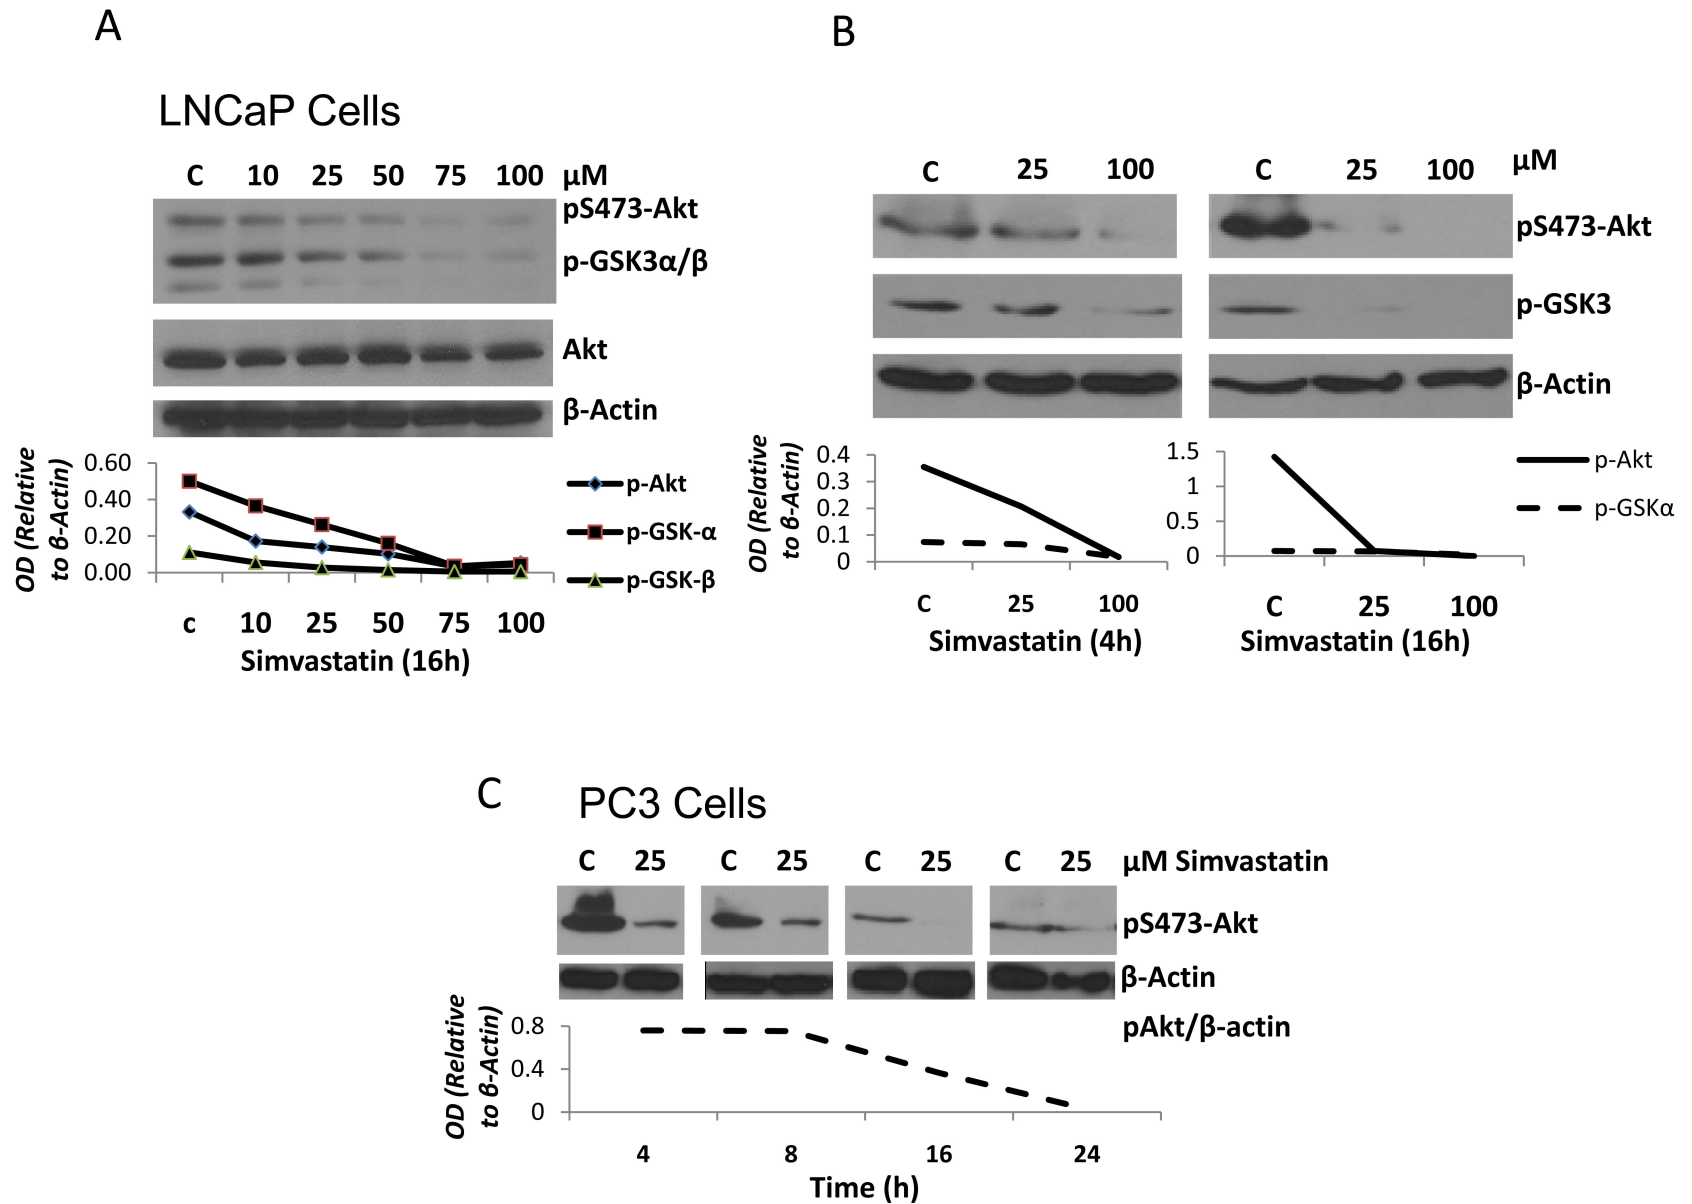 A
LNCaP Cells
C 10 25 50 75 100 µM
pS473-Akt
p-GSK3α/β
Akt
β-Actin
OD (Relative
to β-Actin)
0.60
0.40
0.20
0.00
p-Akt
p-GSK-α
p-GSK-β
c 10 25 50 75 100
Simvastatin (16h)
B
C 25 100 C 25 100 µM
pS473-Akt
p-GSK3
β-Actin
OD (Relative
to β-Actin)
0.4
0.3
0.2
0.1
0
C 25 100
Simvastatin (4h)
1.5
1
0.5
0
C 25 100
Simvastatin (16h)
p-Akt
p-GSKα
C
PC3 Cells
C 25 C 25 C 25 C 25 µM Simvastatin
pS473-Akt
β-Actin
pAkt/β-actin
OD (Relative
to β-Actin)
0.8
0.4
0
4 8 16 24
Time (h)